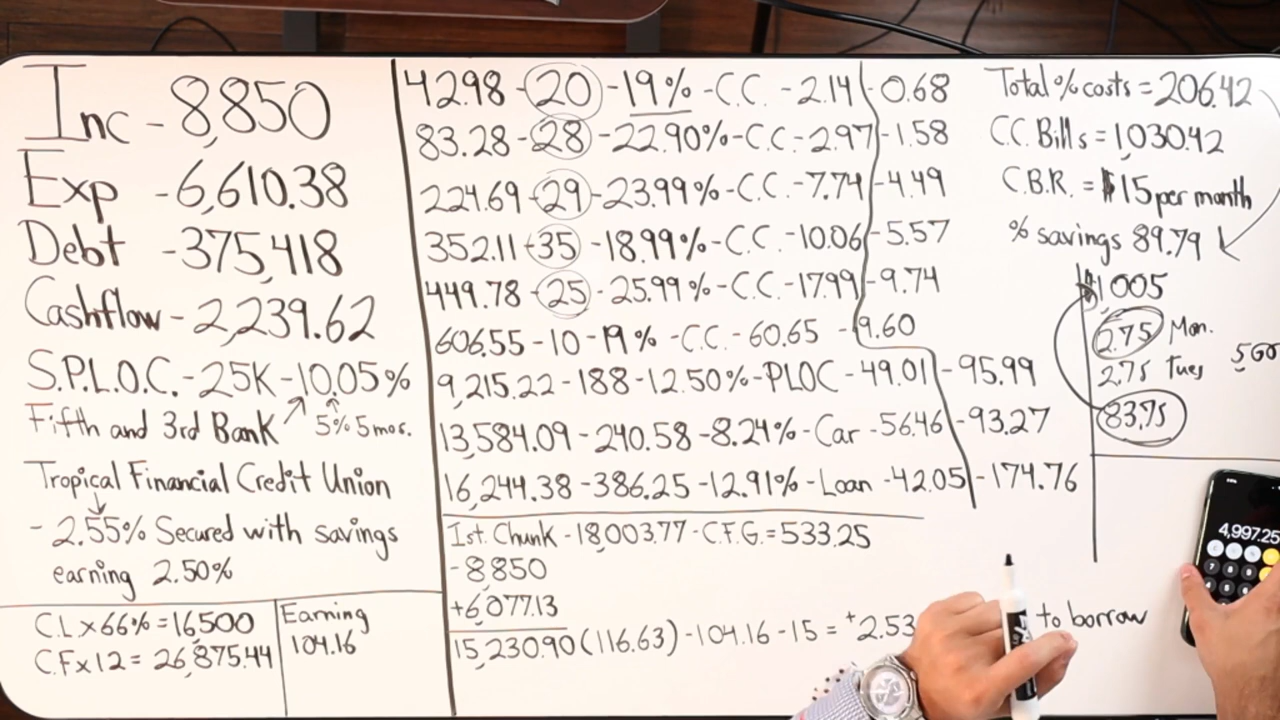 Inc - 8,850
Exp - 6,610.38
Debt - 375,418
Cashflow - 2,239.62
S.P.L.O.C. - 25K - 10.05%
Fifth and 3rd Bank 5% 5 mos.
Tropical Financial Credit Union
- 2.55% Secured with savings
earning 2.50%
C.L x 66% = 16,500
C.F x 12 = 26,875.44
Earning
104.16
42.98 - 20 - 19% - C.C. - 2.14 - 0.68
83.28 - 28 - 22.90% - C.C. - 2.97 - 1.58
224.69 - 29 - 23.99% - C.C. - 7.74 - 4.49
352.11 - 35 - 18.99% - C.C. - 10.06 - 5.57
449.78 - 25 - 25.99% - C.C. - 17.99 - 9.74
606.55 - 10 - 19% - C.C. - 60.65 - 9.60
9,215.22 - 188 - 12.50% - PLOC - 49.01 - 95.99
13,584.09 - 240.58 - 8.24% - Car - 56.46 - 93.27
16,244.38 - 386.25 - 12.91% - Loan - 42.05 - 174.76
1st. Chunk - 18,003.77 - C.F.G. = 533.25
- 8,850
+ 6,077.13
15,230.90 (116.63) - 104.16 - 15 = +2.53 to borrow
Total % costs = 206.42
C.C. Bills = 1,030.42
C.B.R. = $15 per month
% savings 89.79
$1,005
2.75 Mon.
2.75 Tues
83.75
4,997.25